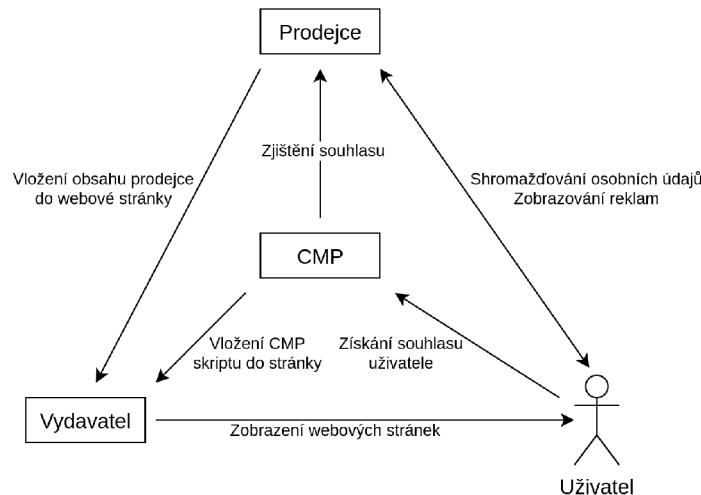 Prodejce
Zjištění souhlasu
Vložení obsahu prodejce
do webové stránky
Shromažďování osobních údajů
Zobrazování reklam
CMP
Vložení CMP
skriptu do stránky
Získání souhlasu
uživatele
Vydavatel
Zobrazení webových stránek
Uživatel